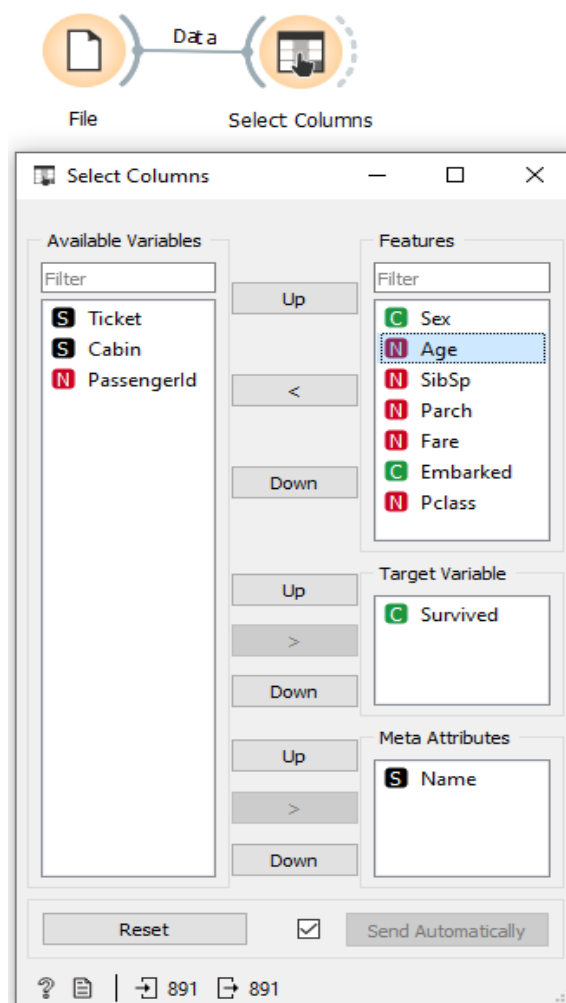 Data
File
Select Columns
Select Columns
Available Variables
Filter
S Ticket
S Cabin
N PassengerId
Up
<
Down
Up
>
Down
Up
>
Down
Features
Filter
C Sex
N Age
N SibSp
N Parch
N Fare
C Embarked
N Pclass
Target Variable
C Survived
Meta Attributes
S Name
Reset
Send Automatically
? 891 891